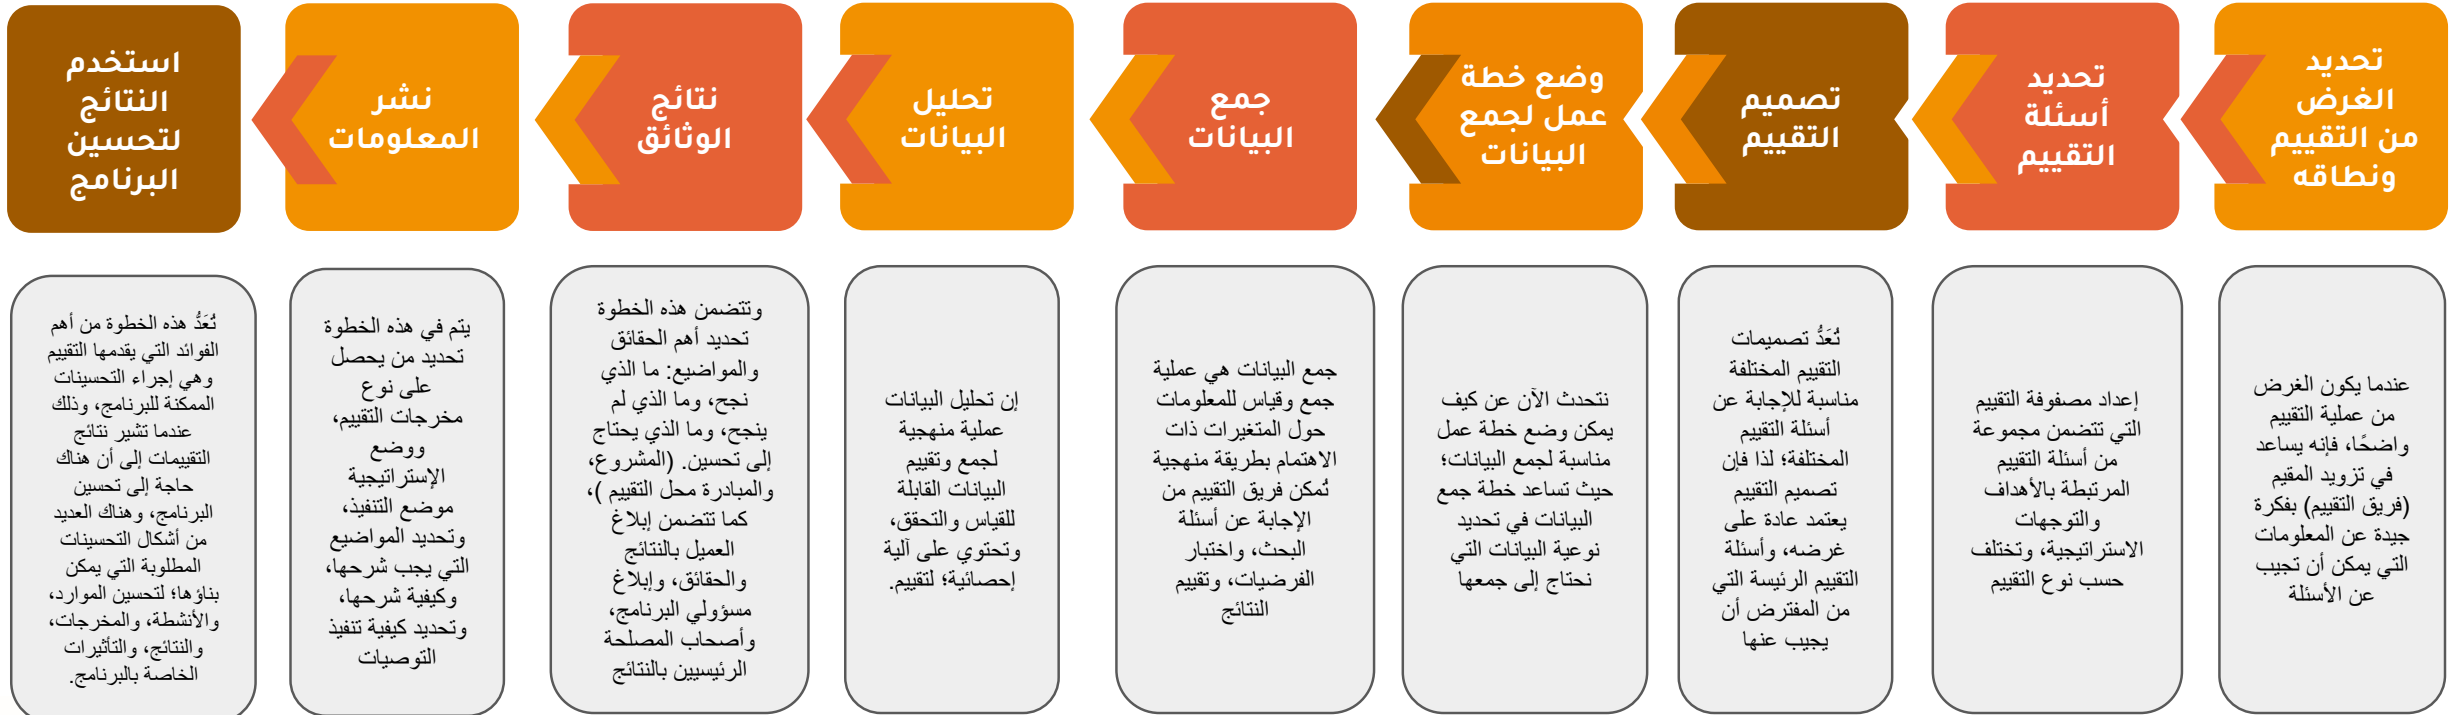 تحديد
الغرض
من التقييم
ونطاقه
تحديد
أسئلة
التقييم
تصميم
التقييم
وضع خطة
عمل لجمع
البيانات
جمع
البيانات
تحليل
البيانات
نتائج
الوثائق
نشر
المعلومات
استخدم
النتائج
لتحسين
البرنامج
عندما يكون الغرض
من عملية التقييم
واضحًا، فإنه يساعد
في تزويد المقيم
(فريق التقييم) بفكرة
جيدة عن المعلومات
التي يمكن أن تجيب
عن الأسئلة
إعداد مصفوفة التقييم
التي تتضمن مجموعة
من أسئلة التقييم
المرتبطة بالأهداف
والتوجهات
الاستراتيجية، وتختلف
حسب نوع التقييم
تُعَدُّ تصميمات
التقييم المختلفة
مناسبة للإجابة عن
أسئلة التقييم
المختلفة؛ لذا فإن
تصميم التقييم
يعتمد عادة على
غرضه، وأسئلة
التقييم الرئيسة التي
من المفترض أن
يجيب عنها
نتحدث الآن عن كيف
يمكن وضع خطة عمل
مناسبة لجمع البيانات؛
حيث تساعد خطة جمع
البيانات في تحديد
نوعية البيانات التي
نحتاج إلى جمعها
جمع البيانات هي عملية
جمع وقياس للمعلومات
حول المتغيرات ذات
الاهتمام بطريقة منهجية
تُمكن فريق التقييم من
الإجابة عن أسئلة
البحث، واختبار
الفرضيات، وتقييم
النتائج
إن تحليل البيانات
عملية منهجية
لجمع وتقييم
البيانات القابلة
للقياس والتحقق،
وتحتوي على آلية
إحصائية؛ لتقييم.
وتتضمن هذه الخطوة
تحديد أهم الحقائق
والمواضيع: ما الذي
نجح، وما الذي لم
ينجح، وما الذي يحتاج
إلى تحسين. (المشروع،
والمبادرة محل التقييم )،
كما تتضمن إبلاغ
العميل بالنتائج
والحقائق، وإبلاغ
مسؤولي البرنامج،
وأصحاب المصلحة
الرئيسيين بالنتائج
يتم في هذه الخطوة
تحديد من يحصل
على نوع
مخرجات التقييم،
ووضع
الإستراتيجية
موضع التنفيذ،
وتحديد المواضيع
التي يجب شرحها،
وكيفية شرحها،
وتحديد كيفية تنفيذ
التوصيات
تُعَدُّ هذه الخطوة من أهم
الفوائد التي يقدمها التقييم
وهي إجراء التحسينات
الممكنة للبرنامج، وذلك
عندما تشير نتائج
التقييمات إلى أن هناك
حاجة إلى تحسين
البرنامج، وهناك العديد
من أشكال التحسينات
المطلوبة التي يمكن
بناؤها؛ لتحسين الموارد،
والأنشطة، والمخرجات،
والنتائج، والتأثيرات
الخاصة بالبرنامج.